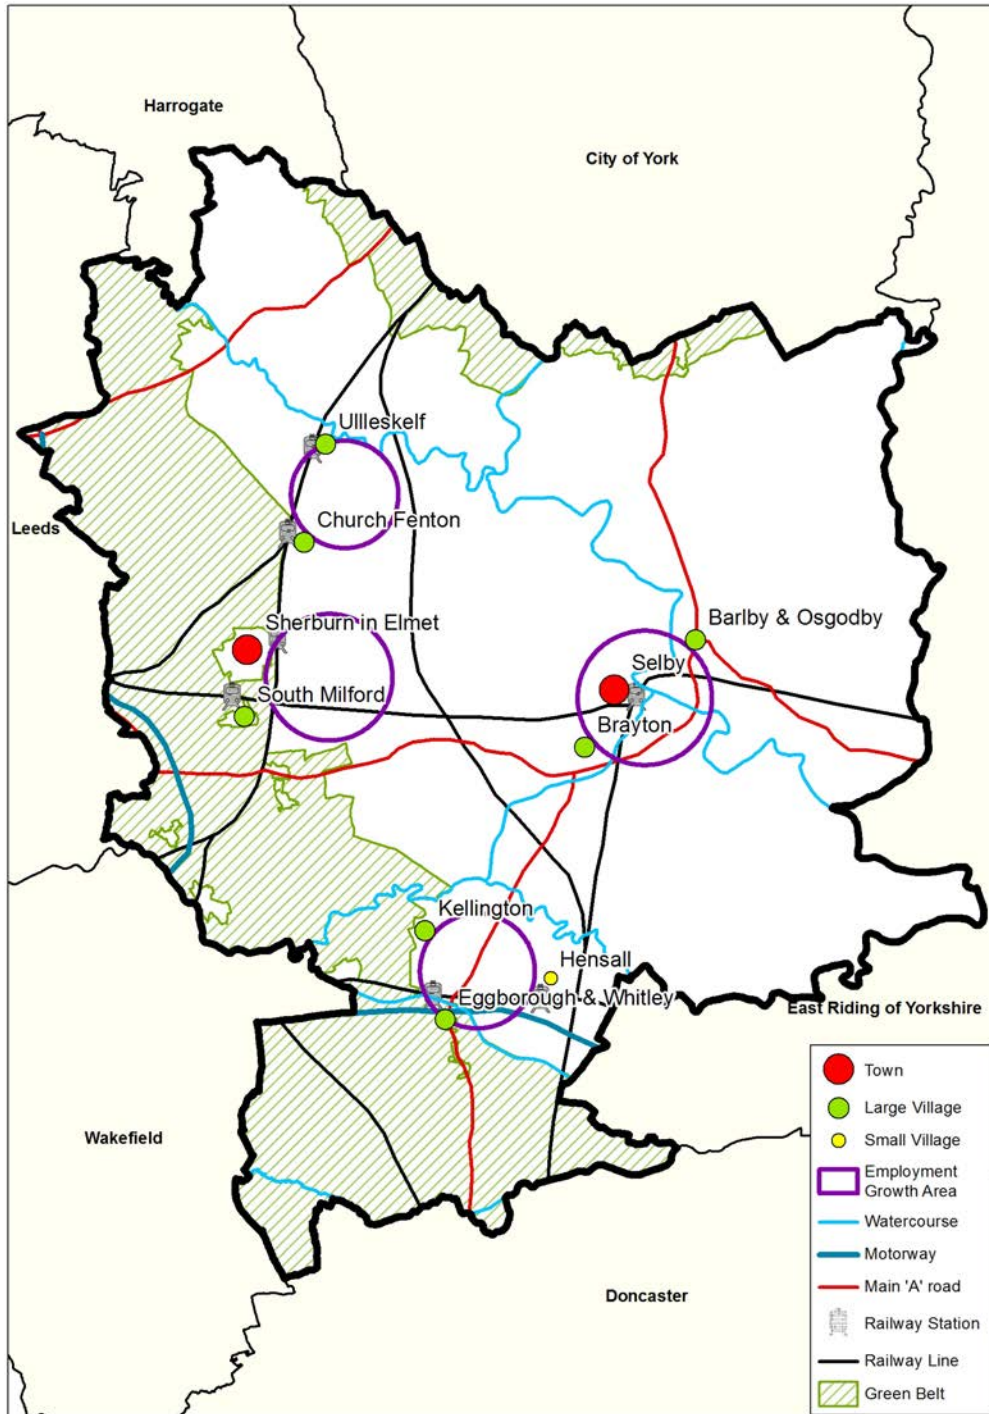 Harrogate
City of York
Ullleskelf
Leeds
Church Fenton
Sherburn in Elmet
Barlby & Osgodby
Selby
South Milford
Brayton
Kellington
Hensall
Eggborough & Whitley
East Riding of Yorkshire
Wakefield
Doncaster
Town
Large Village
Small Village
Employment
Growth Area
Watercourse
Motorway
Main 'A' road
Railway Station
Railway Line
Green Belt